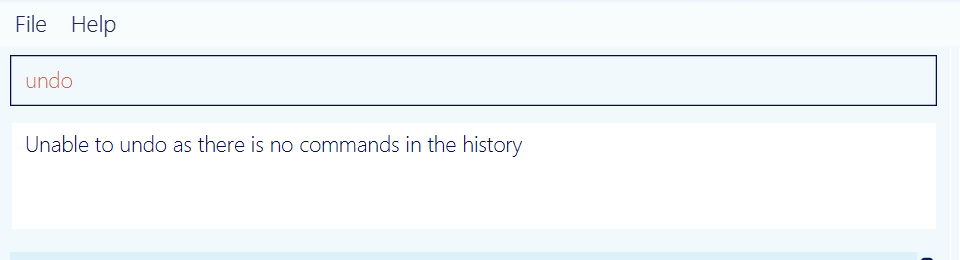 File Help
undo
Unable to undo as there is no commands in the history